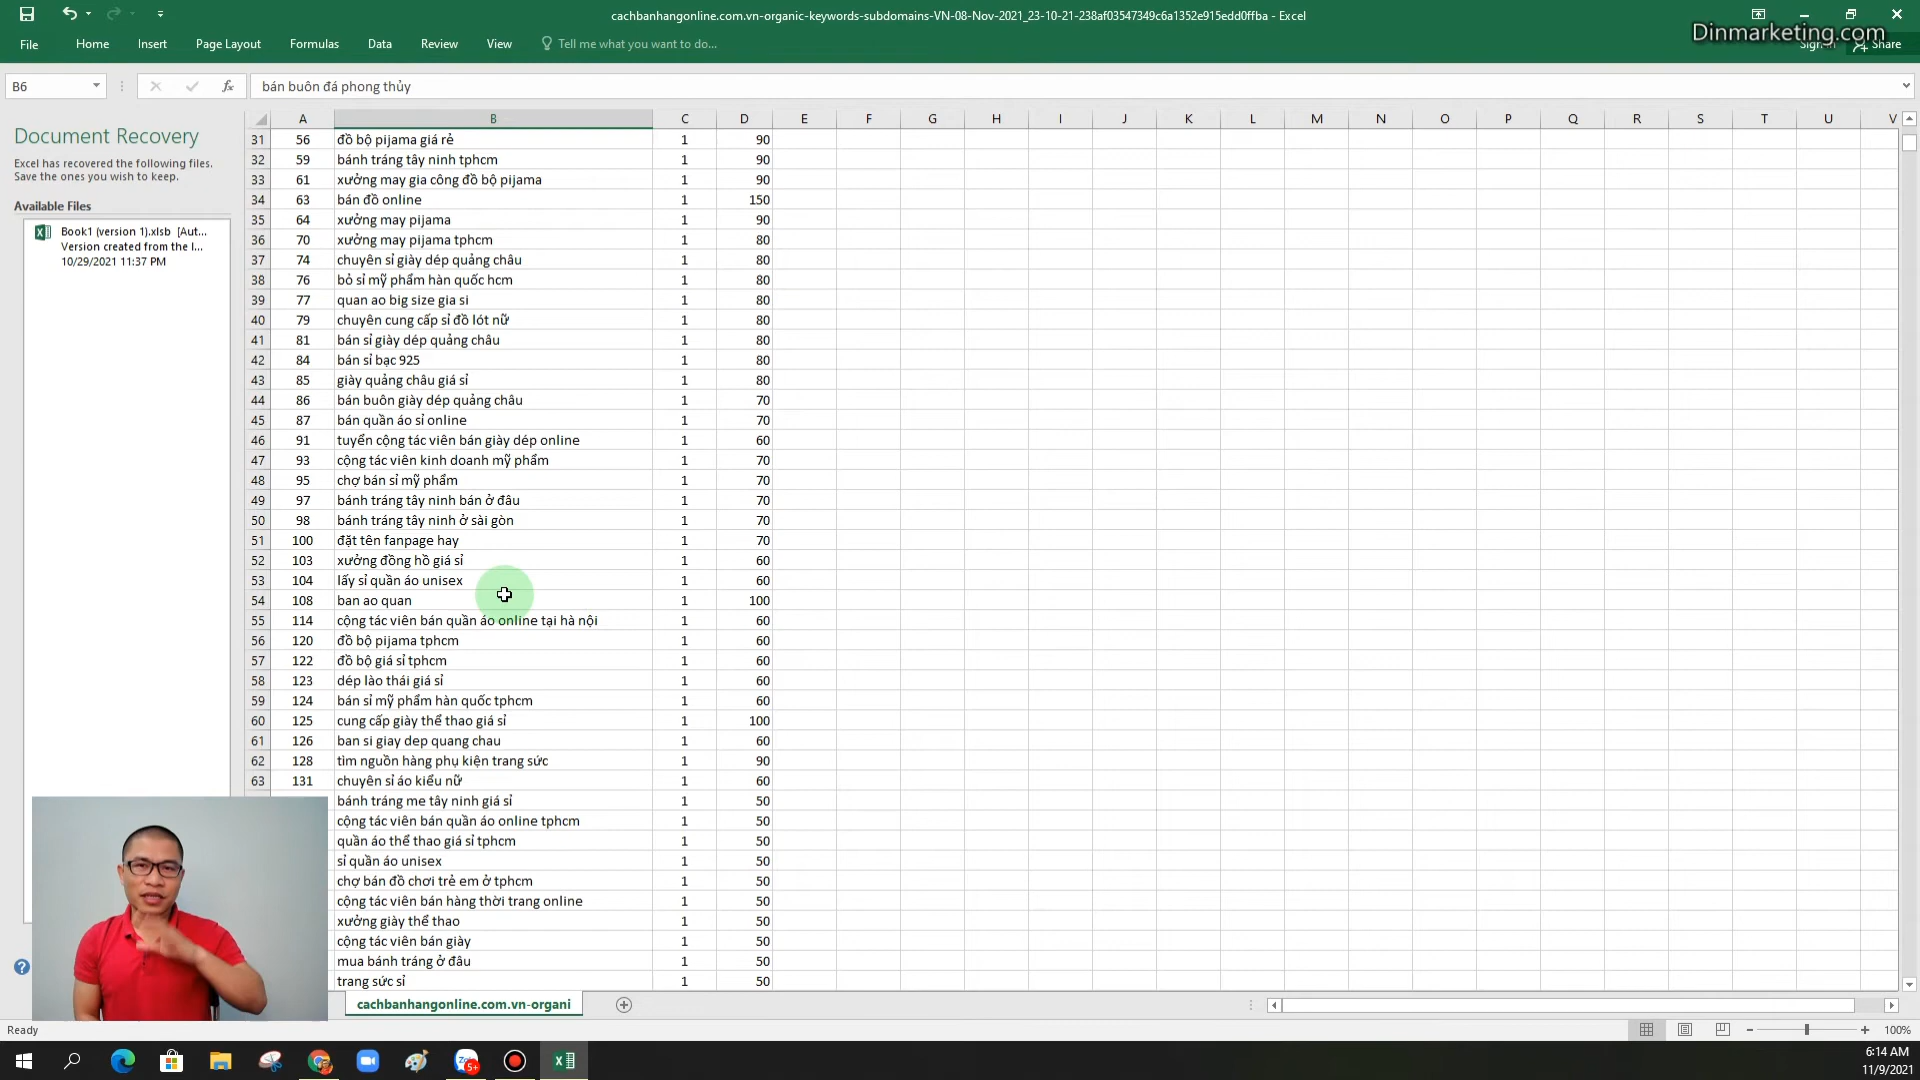 cachbanhangonline.com.vn-organic-keywords-subdomains-VN-08-Nov-2021_23-10-21-238af03547349c6a1352e915edd0ffba - Excel
Dinmarketing.com
File Home Insert Page Layout Formulas Data Review View Tell me what you want to do...
Sign in Share
B6 fx bán buôn đá phong thủy
Document Recovery
Excel has recovered the following files.
Save the ones you wish to keep.
Available Files
Book1 (version 1).xlsb [Aut...
Version created from the l...
10/29/2021 11:37 PM
A B C D E F G H I J K L M N O P Q R S T U V
31 56 đồ bộ pijama giá rẻ 1 90
32 59 bánh tráng tây ninh tphcm 1 90
33 61 xưởng may gia công đồ bộ pijama 1 90
34 63 bán đồ online 1 150
35 64 xưởng may pijama 1 90
36 70 xưởng may pijama tphcm 1 80
37 74 chuyên sỉ giày dép quảng châu 1 80
38 76 bỏ sỉ mỹ phẩm hàn quốc hcm 1 80
39 77 quan ao big size gia si 1 80
40 79 chuyên cung cấp sỉ đồ lót nữ 1 80
41 81 bán sỉ giày dép quảng châu 1 80
42 84 bán sỉ bạc 925 1 80
43 85 giày quảng châu giá sỉ 1 80
44 86 bán buôn giày dép quảng châu 1 70
45 87 bán quần áo sỉ online 1 70
46 91 tuyển cộng tác viên bán giày dép online 1 60
47 93 cộng tác viên kinh doanh mỹ phẩm 1 70
48 95 chợ bán sỉ mỹ phẩm 1 70
49 97 bánh tráng tây ninh bán ở đâu 1 70
50 98 bánh tráng tây ninh ở sài gòn 1 70
51 100 đặt tên fanpage hay 1 70
52 103 xưởng đồng hồ giá sỉ 1 60
53 104 lấy sỉ quần áo unisex 1 60
54 108 ban ao quan 1 100
55 114 cộng tác viên bán quần áo online tại hà nội 1 60
56 120 đồ bộ pijama tphcm 1 60
57 122 đồ bộ giá sỉ tphcm 1 60
58 123 dép lào thái giá sỉ 1 60
59 124 bán sỉ mỹ phẩm hàn quốc tphcm 1 60
60 125 cung cấp giày thể thao giá sỉ 1 100
61 126 ban si giay dep quang chau 1 60
62 128 tìm nguồn hàng phụ kiện trang sức 1 90
63 131 chuyên sỉ áo kiểu nữ 1 60
bánh tráng me tây ninh giá sỉ 1 50
cộng tác viên bán quần áo online tphcm 1 50
quần áo thể thao giá sỉ tphcm 1 50
sỉ quần áo unisex 1 50
chợ bán đồ chơi trẻ em ở tphcm 1 50
cộng tác viên bán hàng thời trang online 1 50
xưởng giày thể thao 1 50
cộng tác viên bán giày 1 50
mua bánh tráng ở đâu 1 50
trang sức sỉ 1 50
cachbanhangonline.com.vn-organi
Ready 100%
5+
6:14 AM
11/9/2021